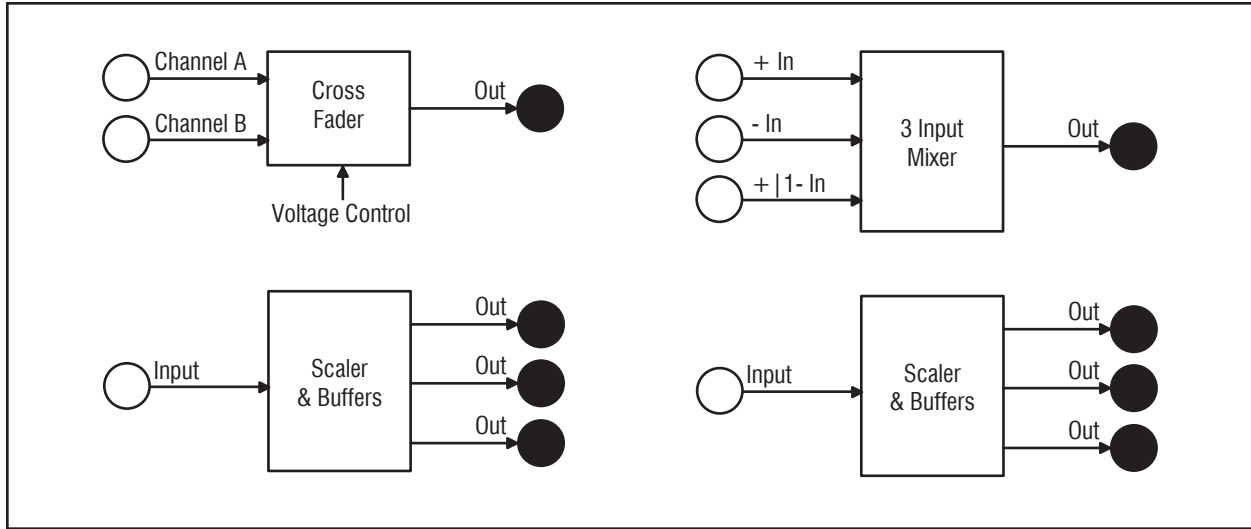 Channel A
Channel B
Cross
Fader
Out
Voltage Control
+ In
- In
+|1- In
3 Input
Mixer
Out
Input
Scaler
& Buffers
Out
Out
Out
Input
Scaler
& Buffers
Out
Out
Out